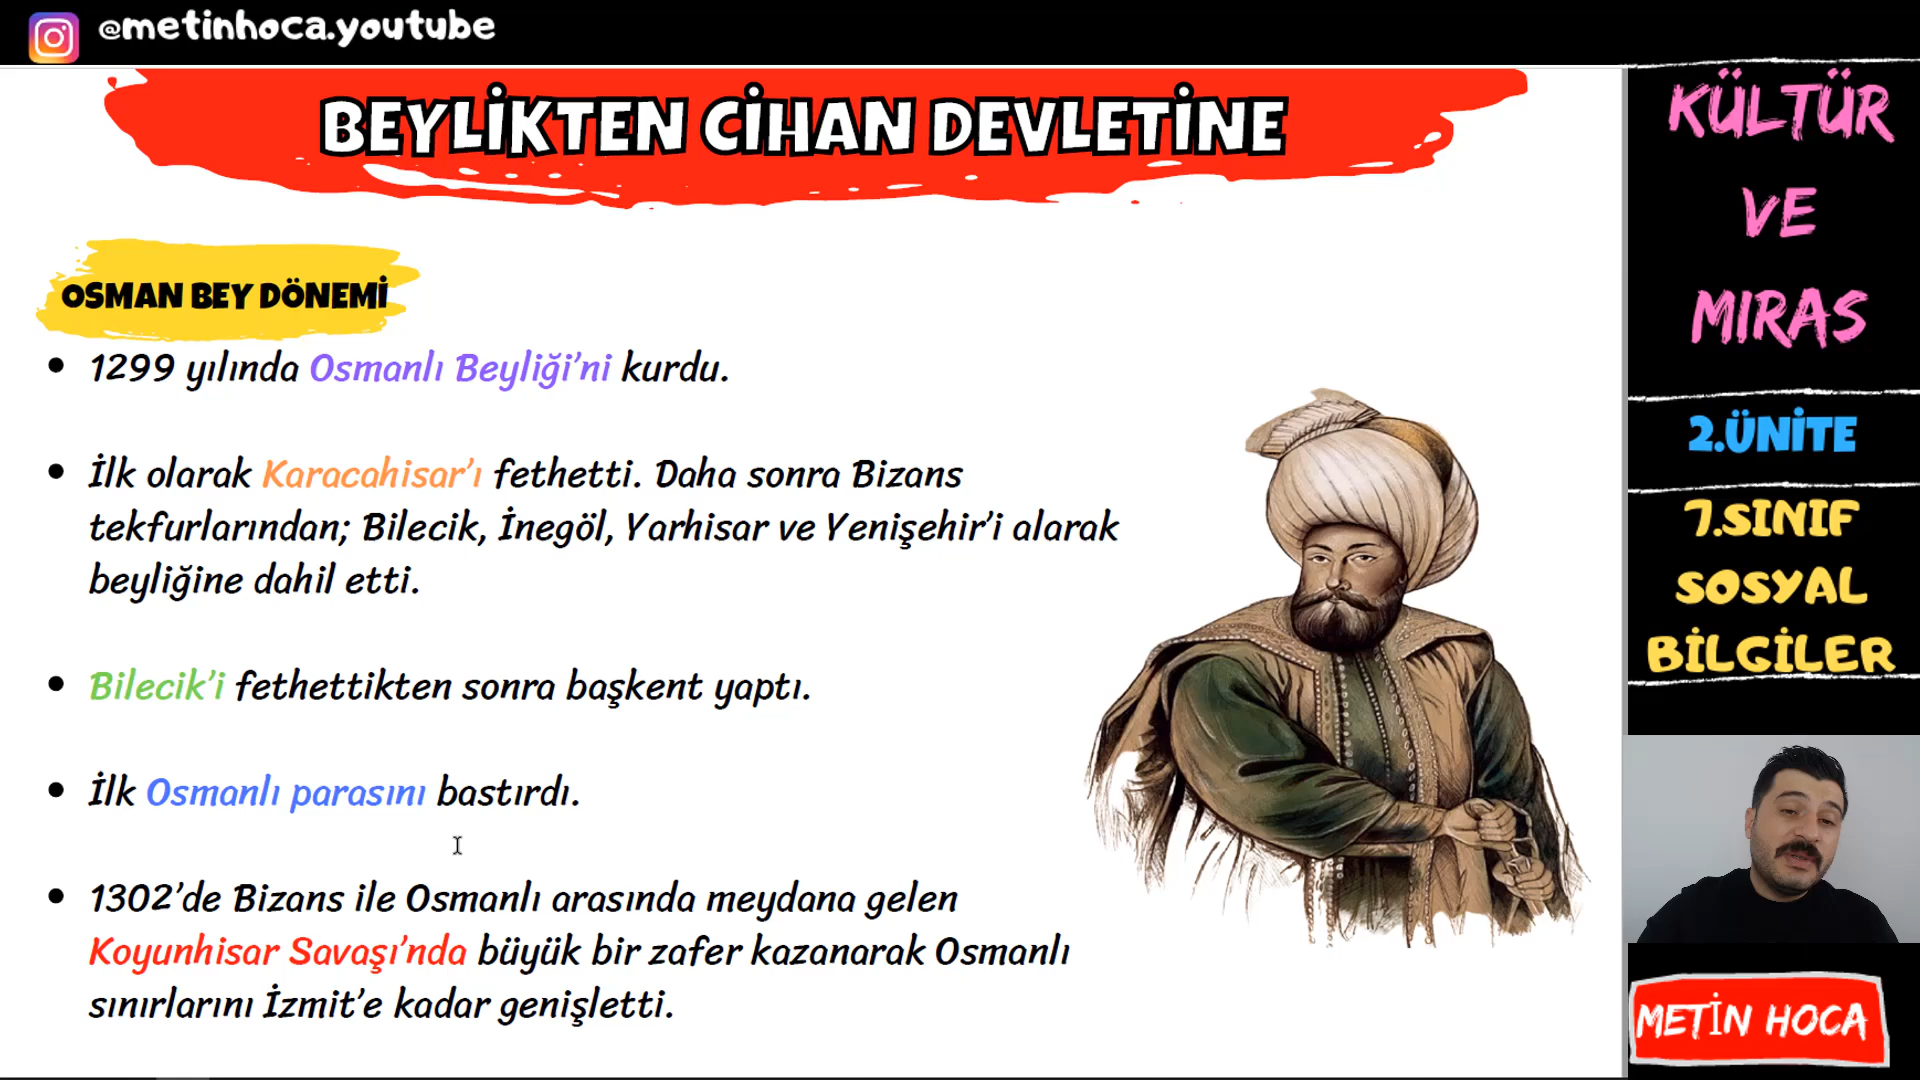 @metinhoca.youtube
BEYLİKTEN CİHAN DEVLETİNE
OSMAN BEY DÖNEMİ
• 1299 yılında Osmanlı Beyliği’ni kurdu.
• İlk olarak Karacahisar’ı fethetti. Daha sonra Bizans
tekfurlarından; Bilecik, İnegöl, Yarhisar ve Yenişehir’i alarak
beyliğine dahil etti.
• Bilecik’i fethettikten sonra başkent yaptı.
• İlk Osmanlı parasını bastırdı.
• 1302’de Bizans ile Osmanlı arasında meydana gelen
Koyunhisar Savaşı’nda büyük bir zafer kazanarak Osmanlı
sınırlarını İzmit’e kadar genişletti.
KÜLTÜR
VE
MIRAS
2.ÜNİTE
7.SINIF
SOSYAL
BİLGİLER
METİN HOCA